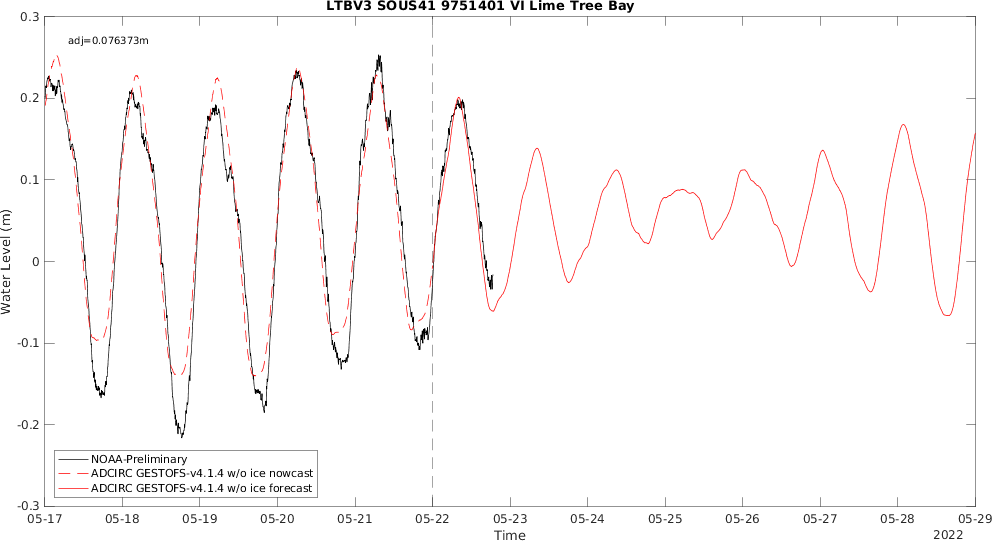 LTBV3 SOUS41 9751401 VI Lime Tree Bay
adj=0.076373m
Water Level (m)
0.3
0.2
0.1
0
-0.1
-0.2
-0.3
NOAA-Preliminary
ADCIRC GESTOFS-v4.1.4 w/o ice nowcast
ADCIRC GESTOFS-v4.1.4 w/o ice forecast
05-17 05-18 05-19 05-20 05-21 05-22 05-23 05-24 05-25 05-26 05-27 05-28 05-29
Time
2022